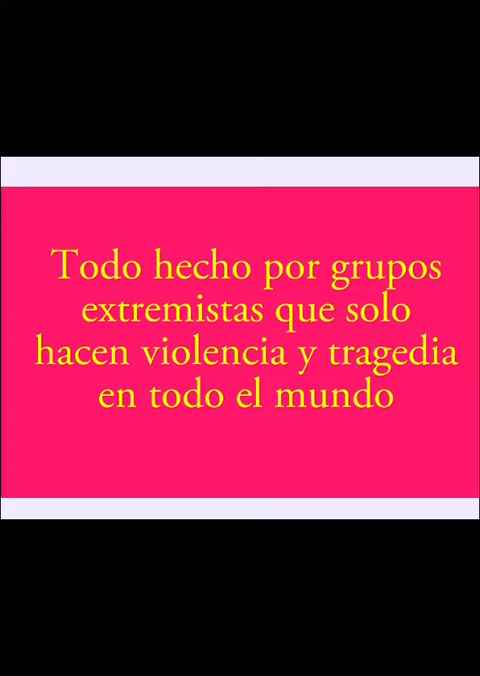 Todo hecho por grupos
extremistas que solo
hacen violencia y tragedia
en todo el mundo